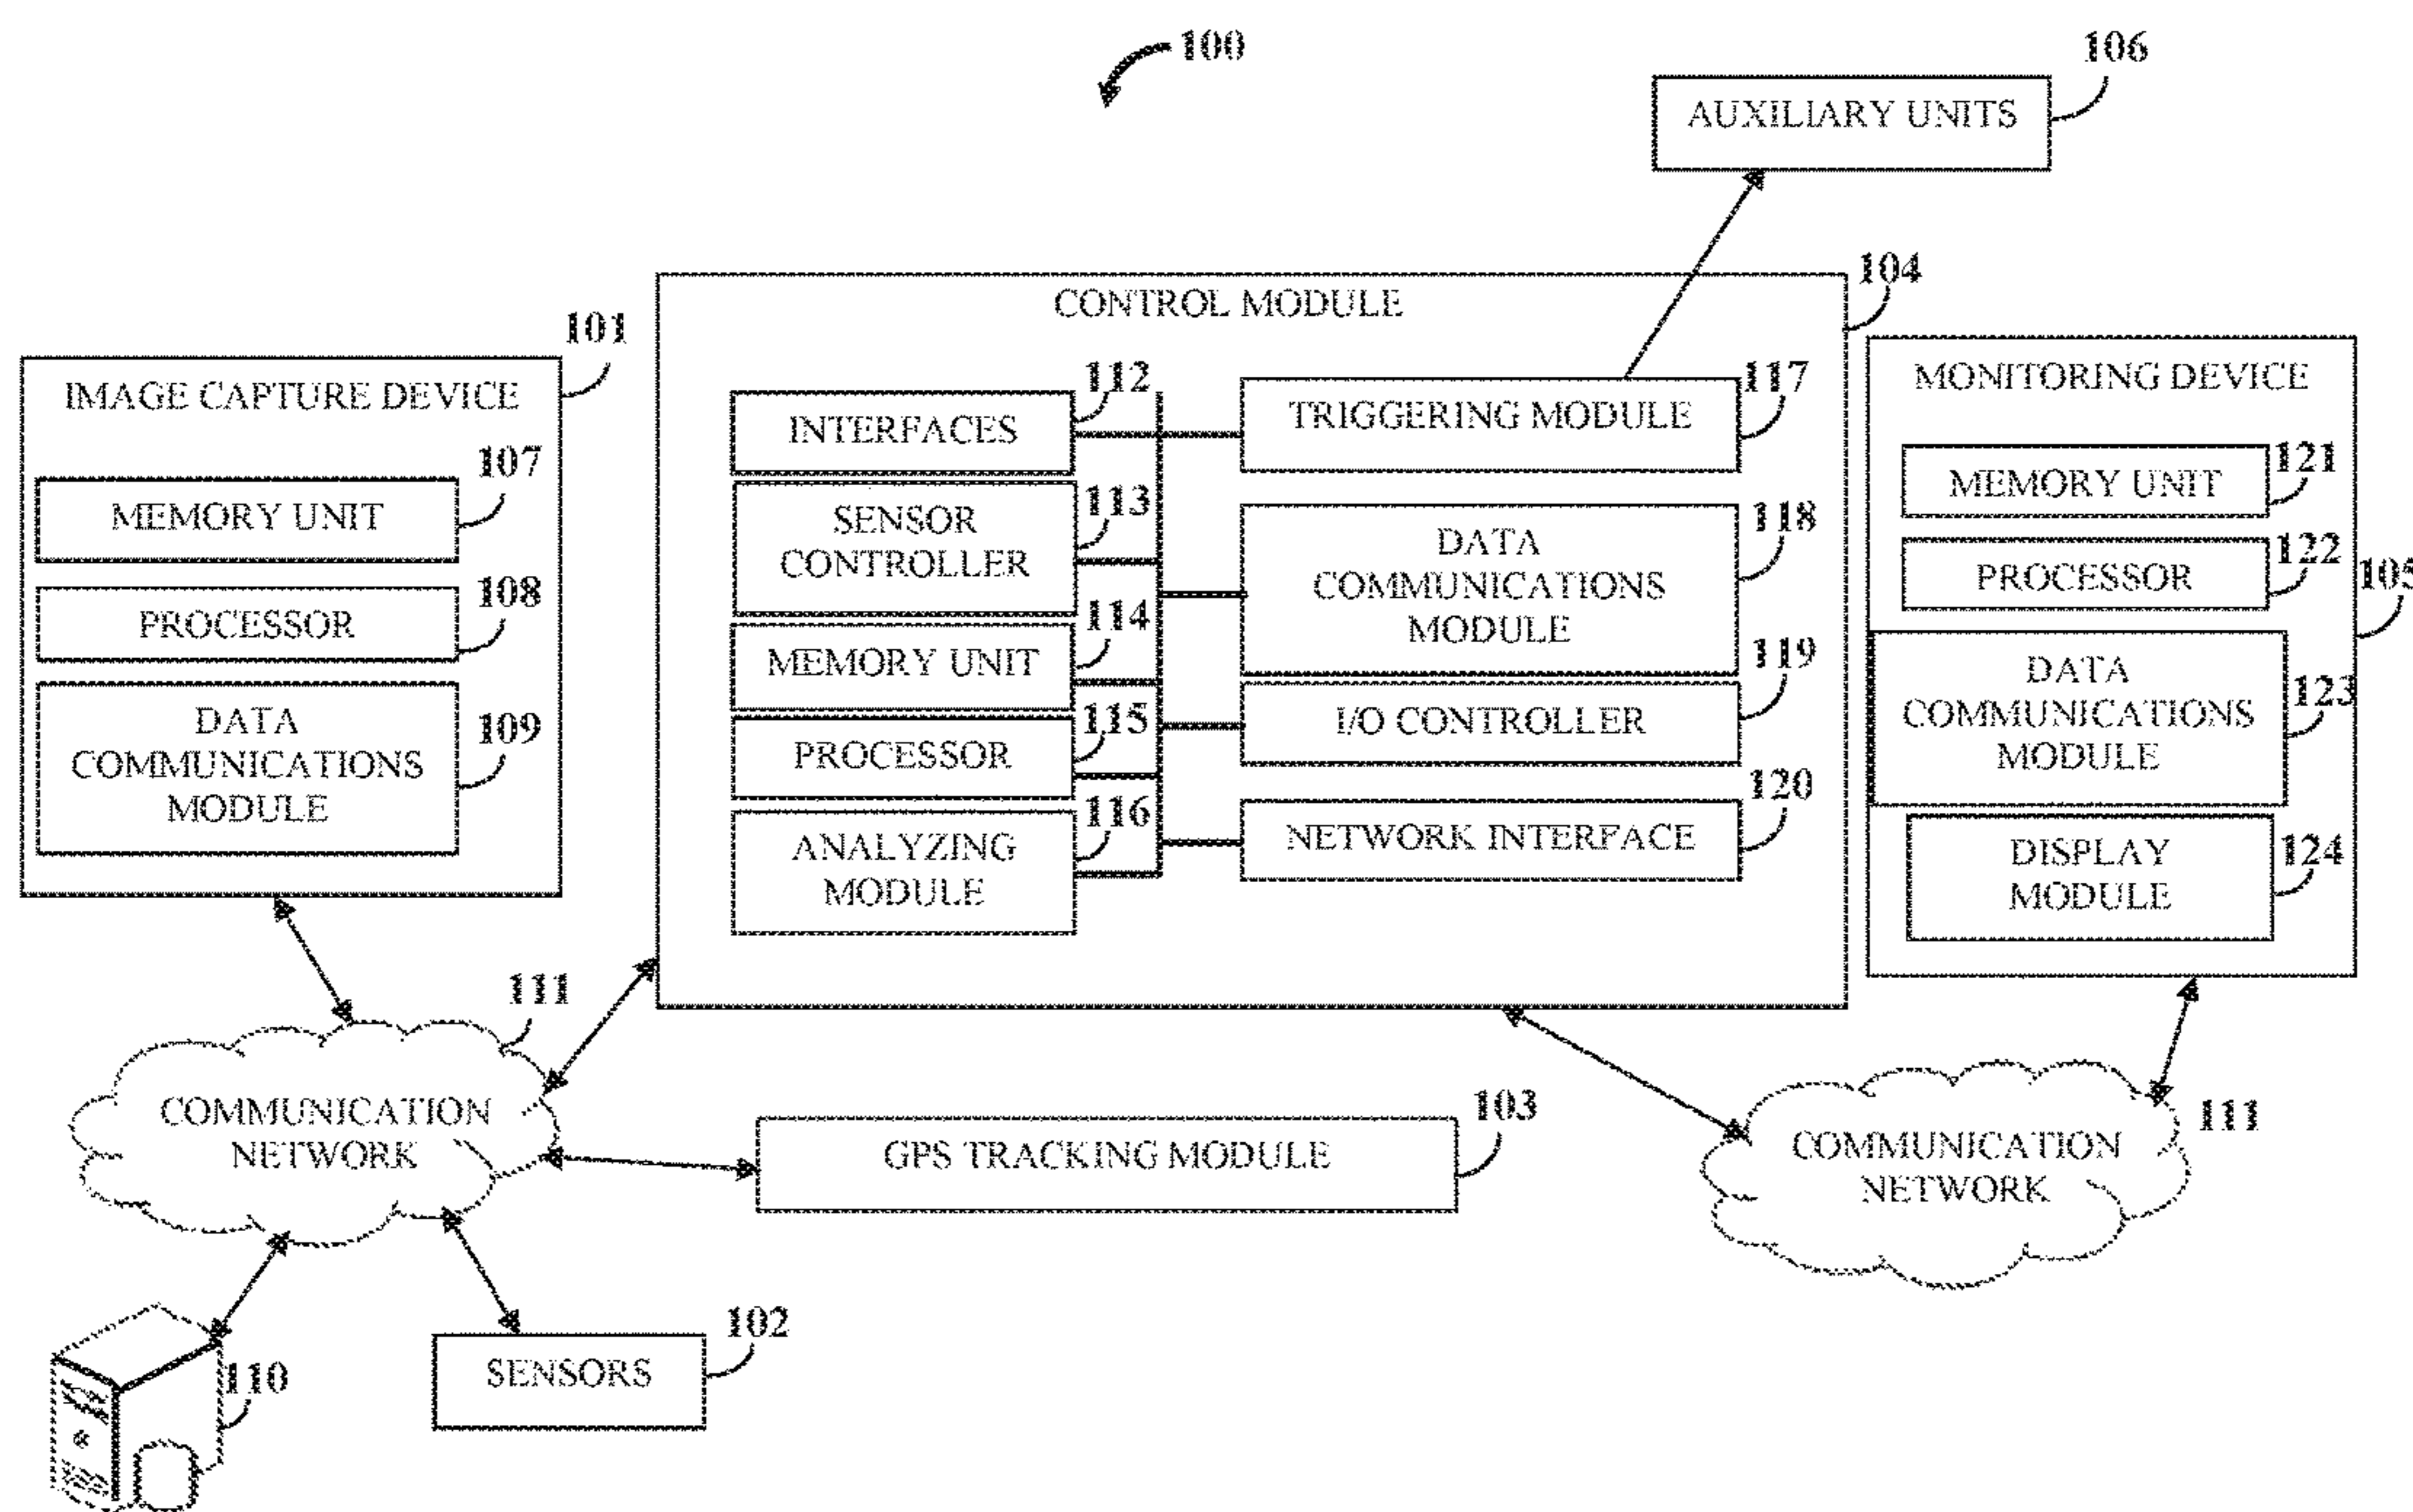 100
106
AUXILIARY UNITS
104
CONTROL MODULE
101
IMAGE CAPTURE DEVICE
107
MEMORY UNIT
108
PROCESSOR
109
DATA
COMMUNICATIONS
MODULE
112
INTERFACES
113
SENSOR
CONTROLLER
114
MEMORY UNIT
115
PROCESSOR
116
ANALYZING
MODULE
117
TRIGGERING MODULE
118
DATA
COMMUNICATIONS
MODULE
119
I/O CONTROLLER
120
NETWORK INTERFACE
MONITORING DEVICE
121
MEMORY UNIT
122
PROCESSOR
105
DATA
COMMUNICATIONS
MODULE
123
DISPLAY
MODULE
124
111
COMMUNICATION
NETWORK
103
GPS TRACKING MODULE
111
COMMUNICATION
NETWORK
102
SENSORS
110